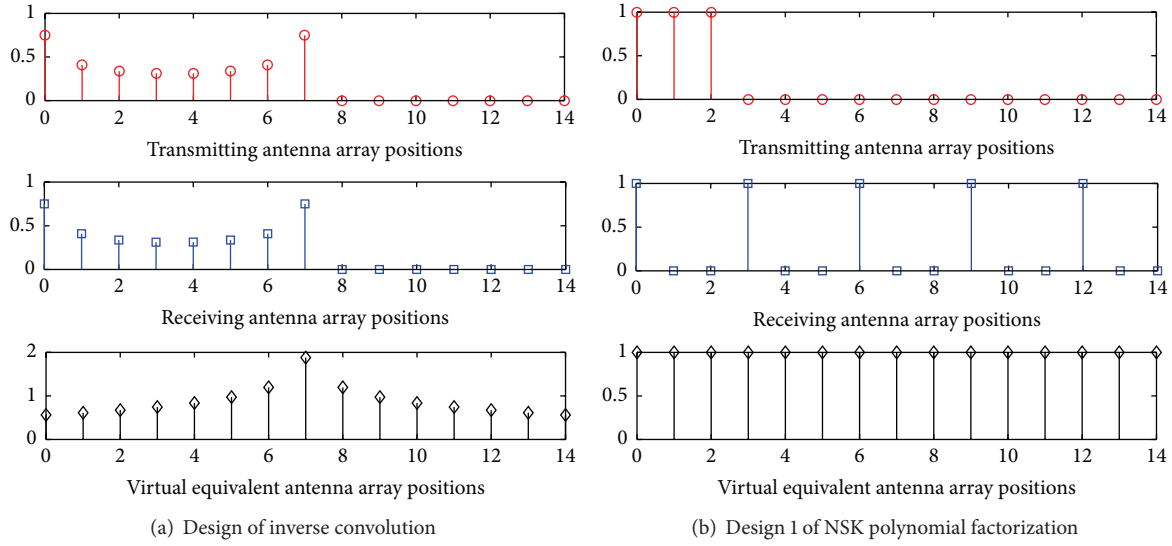 1
0.5
0
0 2 4 6 8 10 12 14
Transmitting antenna array positions
1
0.5
0
0 2 4 6 8 10 12 14
Receiving antenna array positions
2
1
0
0 2 4 6 8 10 12 14
Virtual equivalent antenna array positions
(a) Design of inverse convolution
1
0.5
0
0 2 4 6 8 10 12 14
Transmitting antenna array positions
1
0.5
0
0 2 4 6 8 10 12 14
Receiving antenna array positions
1
0.5
0
0 2 4 6 8 10 12 14
Virtual equivalent antenna array positions
(b) Design 1 of NSK polynomial factorization